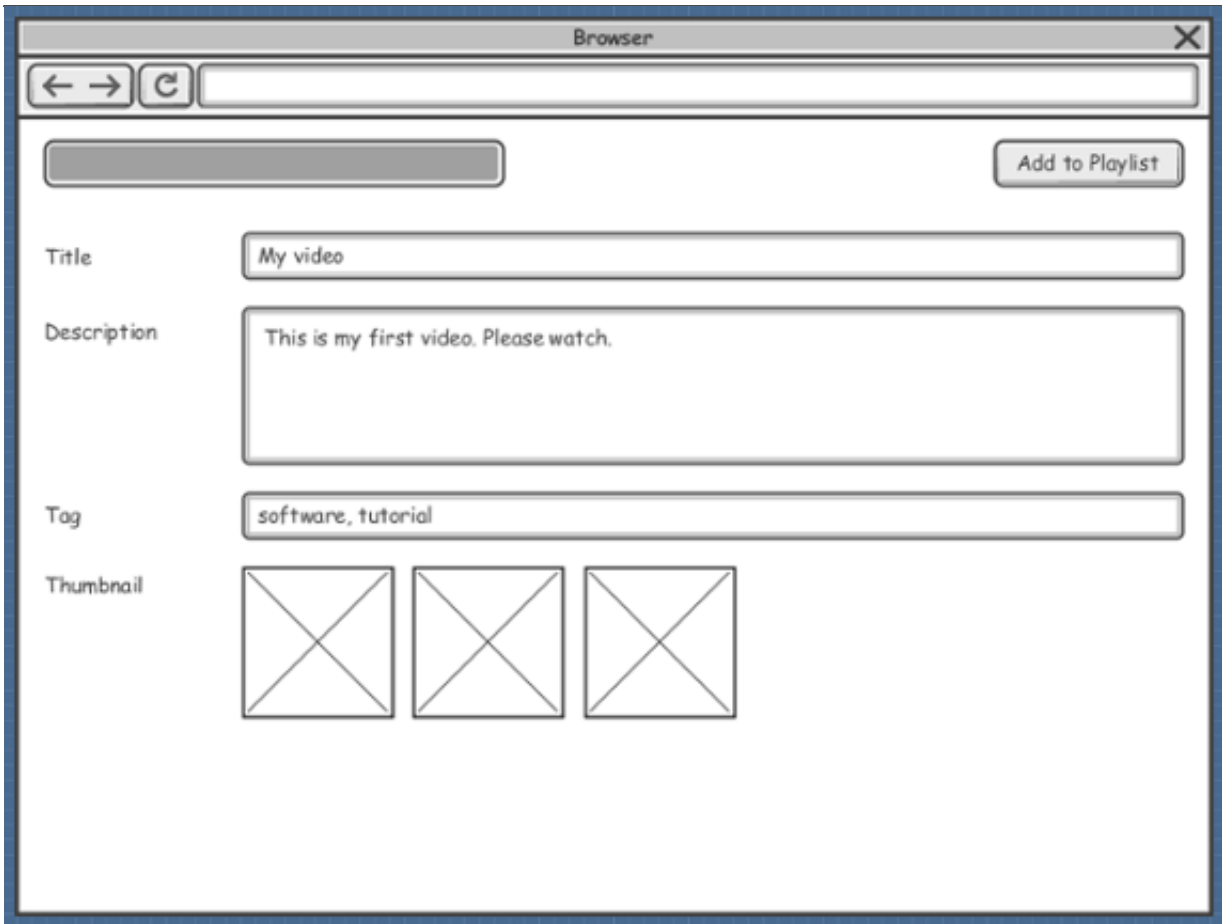 Browser
Add to Playlist
Title
My video
Description
This is my first video. Please watch.
Tag
software, tutorial
Thumbnail